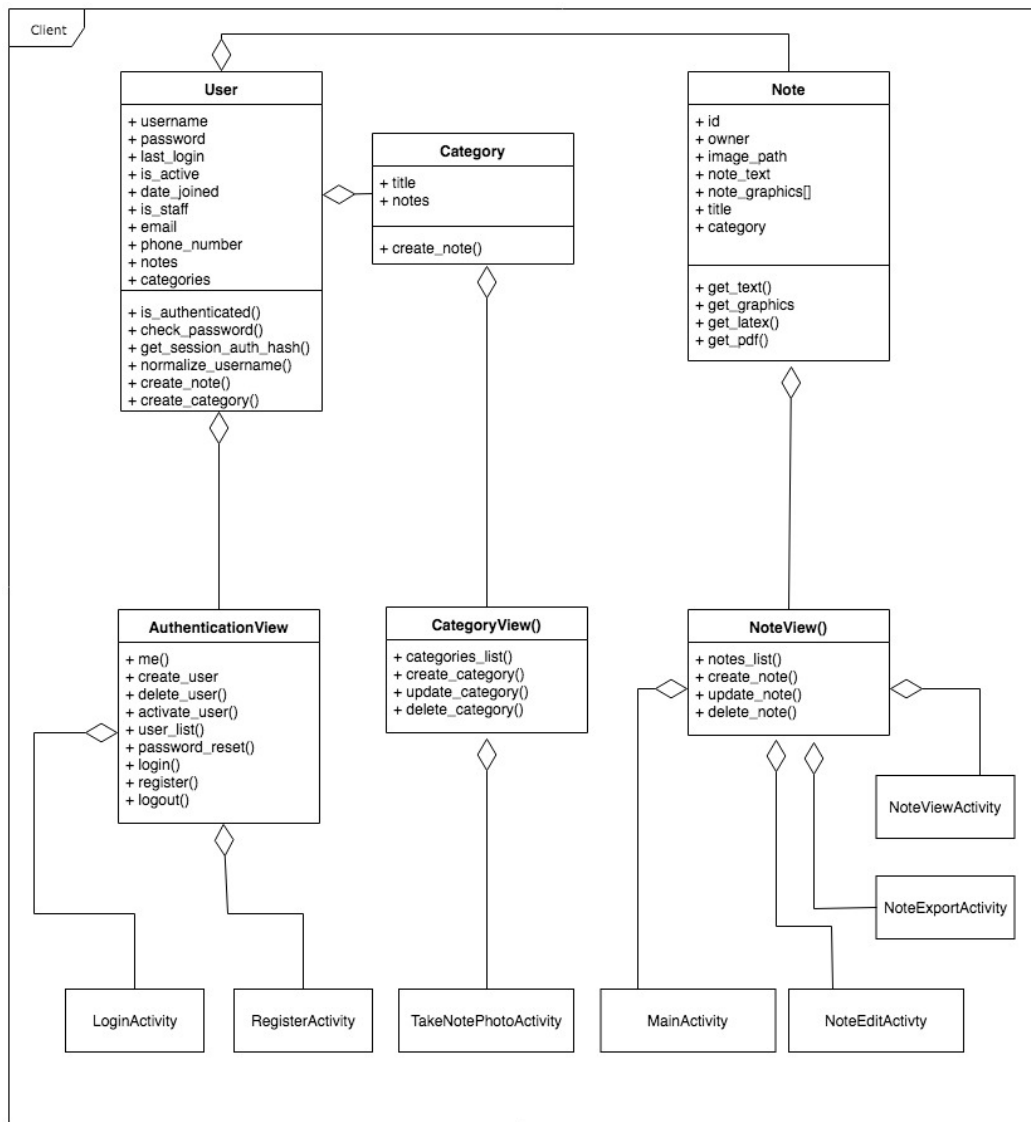 Client
User
+ username
+ password
+ last_login
+ is_active
+ date_joined
+ is_staff
+ email
+ phone_number
+ notes
+ categories
+ is_authenticated()
+ check_password()
+ get_session_auth_hash()
+ normalize_username()
+ create_note()
+ create_category()
Category
+ title
+ notes
+ create_note()
Note
+ id
+ owner
+ image_path
+ note_text
+ note_graphics[]
+ title
+ category
+ get_text()
+ get_graphics
+ get_latex()
+ get_pdf()
AuthenticationView
+ me()
+ create_user
+ delete_user()
+ activate_user()
+ user_list()
+ password_reset()
+ login()
+ register()
+ logout()
CategoryView()
+ categories_list()
+ create_category()
+ update_category()
+ delete_category()
NoteView()
+ notes_list()
+ create_note()
+ update_note()
+ delete_note()
NoteViewActivity
NoteExportActivity
LoginActivity
RegisterActivity
TakeNotePhotoActivity
MainActivity
NoteEditActivty